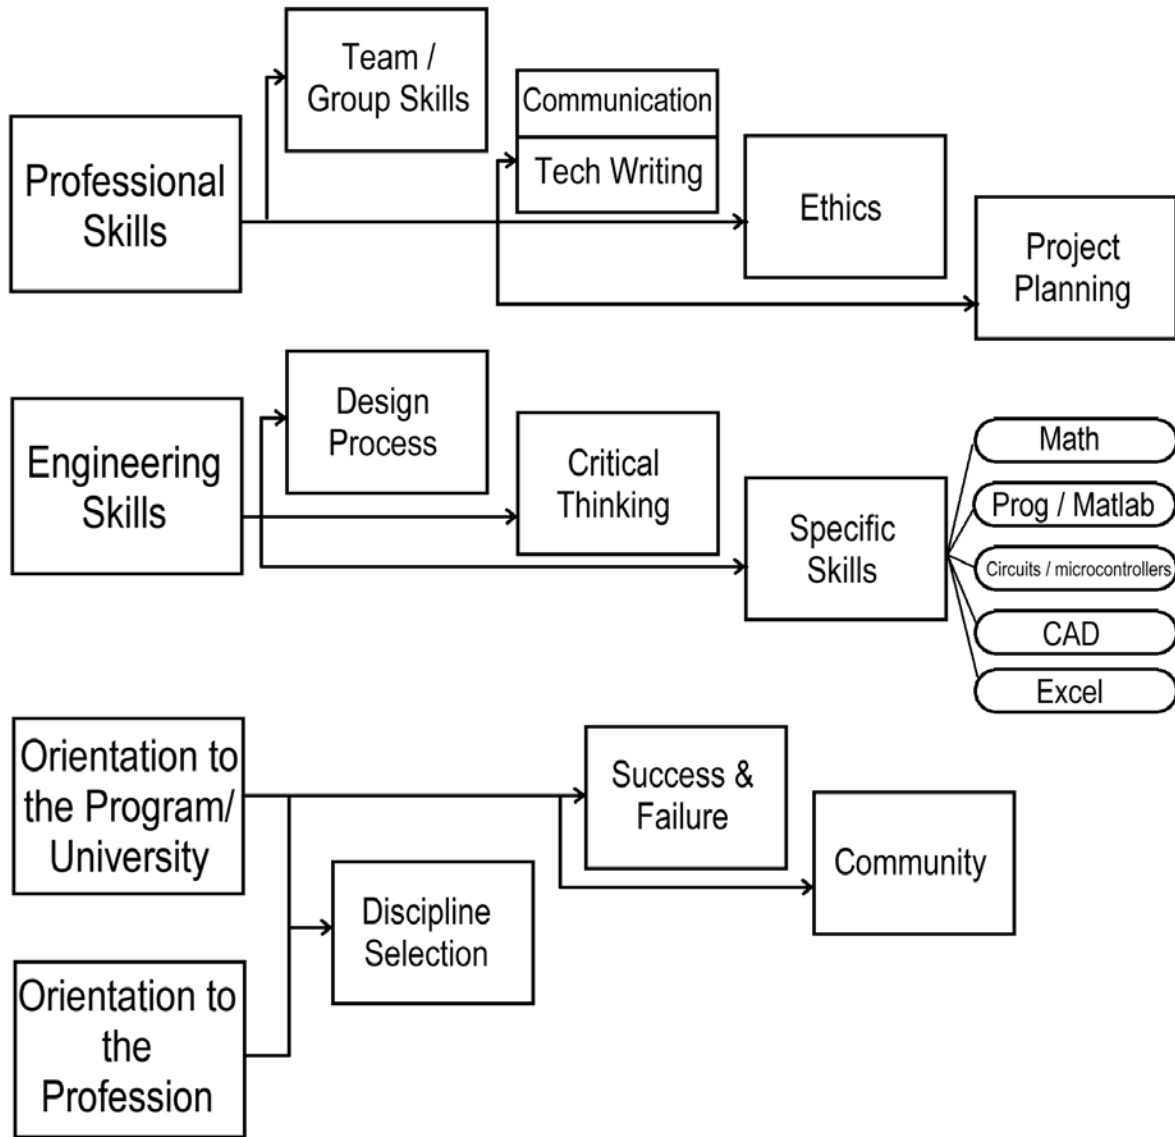 Professional
Skills
Team /
Group Skills
Communication
Tech Writing
Ethics
Project
Planning
Engineering
Skills
Design
Process
Critical
Thinking
Specific
Skills
Math
Prog / Matlab
Circuits / microcontrollers
CAD
Excel
Orientation to
the Program/
University
Success &
Failure
Community
Discipline
Selection
Orientation to
the
Profession